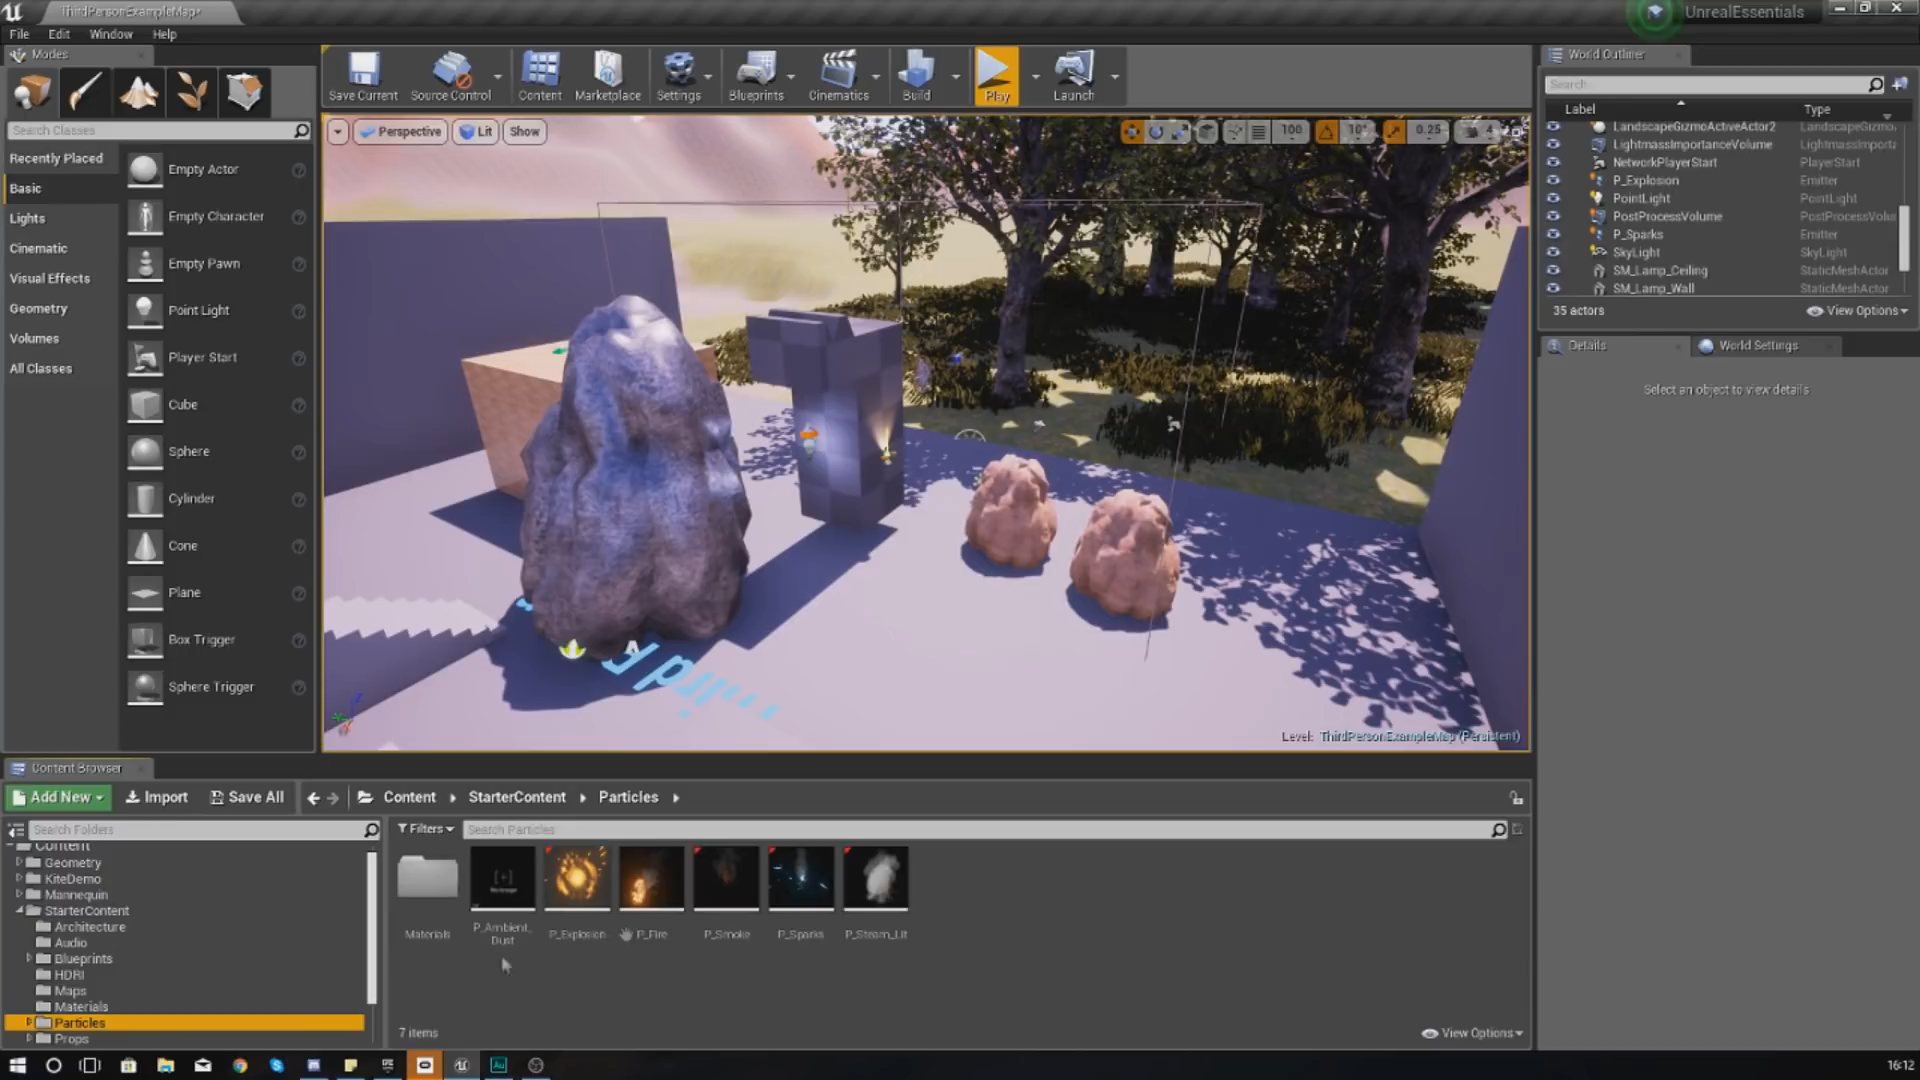 ThirdPersonExampleMap*
UnrealEssentials
File Edit Window Help
Modes
Save Current
Source Control
Content
Marketplace
Settings
Blueprints
Cinematics
Build
Play
Launch
Search Classes
Recently Placed
Basic
Lights
Cinematic
Visual Effects
Geometry
Volumes
All Classes
Empty Actor
Empty Character
Empty Pawn
Point Light
Player Start
Cube
Sphere
Cylinder
Cone
Plane
Box Trigger
Sphere Trigger
Perspective
Lit
Show
100
10°
0.25
4
Level: ThirdPersonExampleMap (Persistent)
World Outliner
Search...
Label Type
LandscapeGizmoActiveActor2 LandscapeGizmo
LightmassImportanceVolume LightmassImporta
NetworkPlayerStart PlayerStart
P_Explosion Emitter
PointLight PointLight
PostProcessVolume PostProcessVolu
P_Sparks Emitter
SkyLight SkyLight
SM_Lamp_Ceiling StaticMeshActor
SM_Lamp_Wall StaticMeshActor
35 actors
View Options
Details
World Settings
Select an object to view details
Content Browser
Add New
Import
Save All
Content StarterContent Particles
Search Folders
Content
Geometry
KiteDemo
Mannequin
StarterContent
Architecture
Audio
Blueprints
HDRI
Maps
Materials
Particles
Props
Filters
Search Particles
Materials
P_Ambient_
Dust
P_Explosion
P_Fire
P_Smoke
P_Sparks
P_Steam_Lit
7 items
View Options
Au
16:12